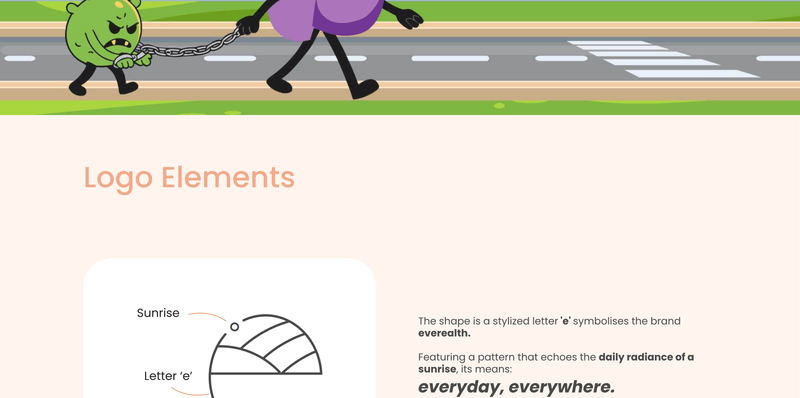 Logo Elements
Sunrise
Letter ‘e’
The shape is a stylized letter 'e' symbolises the brand
everealth.
Featuring a pattern that echoes the daily radiance of a
sunrise, its means:
everyday, everywhere.